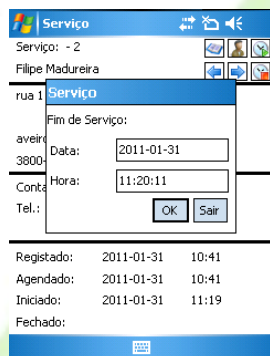 Serviço
Serviço: - 2
Filipe Madureira
rua 1
Serviço
Fim de Serviço:
Data: 2011-01-31
Hora: 11:20:11
OK Sair
3800-
Tel.:
Registado: 2011-01-31 10:41
Agendado: 2011-01-31 10:41
Iniciado: 2011-01-31 11:19
Fechado: